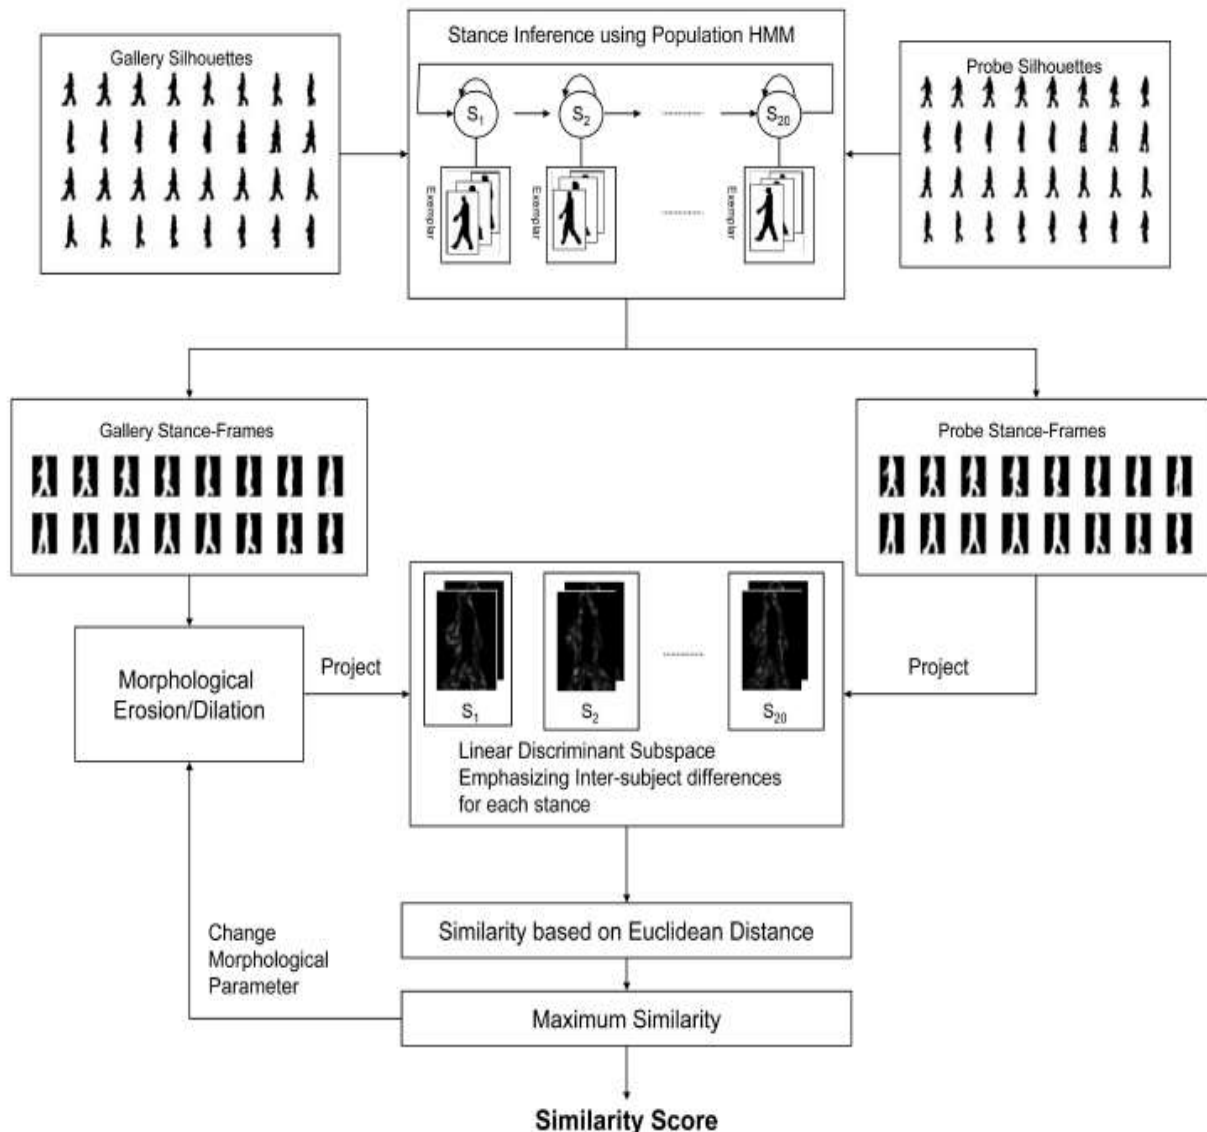 Stance Inference using Population HMM
Gallery Silhouettes
Probe Silhouettes
S1
S2
S20
Exemplar
Exemplar
Exemplar
Gallery Stance-Frames
Probe Stance-Frames
Morphological
Erosion/Dilation
Project
Project
S1
S2
S20
Linear Discriminant Subspace
Emphasizing Inter-subject differences
for each stance
Similarity based on Euclidean Distance
Change
Morphological
Parameter
Maximum Similarity
Similarity Score